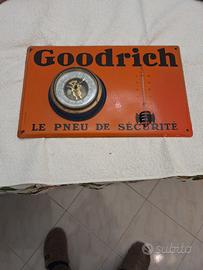 Goodrich
LE PNEU DE SÉCURITÉ
subito